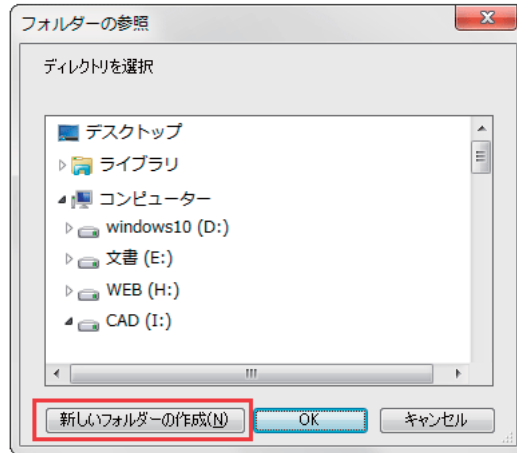 フォルダーの参照
ディレクトリを選択
デスクトップ
ライブラリ
コンピューター
windows10 (D:)
文書 (E:)
WEB (H:)
CAD (I:)
新しいフォルダーの作成(N) OK キャンセル